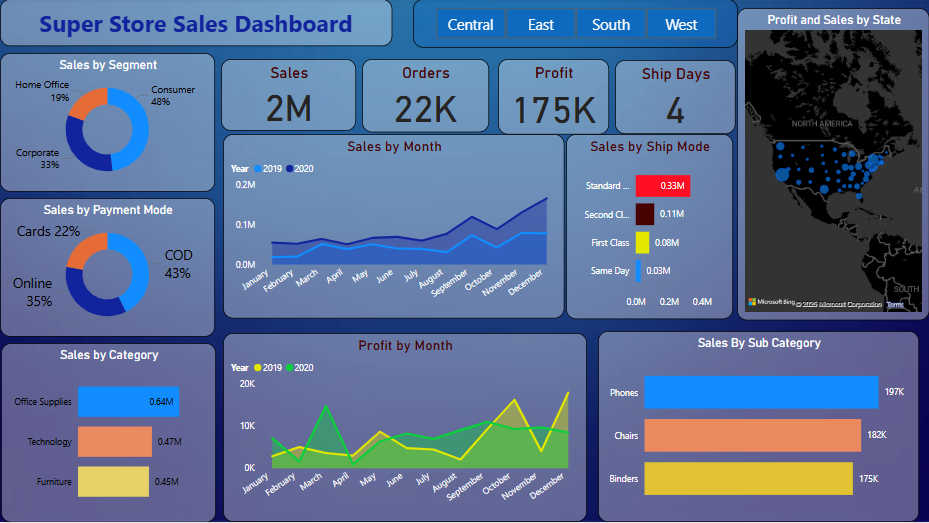 Super Store Sales Dashboard
Central East South West
Profit and Sales by State
NORTH AMERICA
SOUTH
Microsoft Bing © 2025 Microsoft Corporation Terms
Sales by Segment
Home Office
19%
Consumer
48%
Corporate
33%
Sales
2M
Orders
22K
Profit
175K
Ship Days
4
Sales by Month
Year 2019 2020
0.2M
0.1M
0.0M
January February March April May June July August September October November December
Sales by Ship Mode
Standard ... 0.33M
Second Cl... 0.11M
First Class 0.08M
Same Day 0.03M
0.0M 0.2M 0.4M
Sales by Payment Mode
Cards 22%
COD
43%
Online
35%
Sales by Category
Office Supplies 0.64M
Technology 0.47M
Furniture 0.45M
Profit by Month
Year 2019 2020
20K
10K
0K
January February March April May June July August September October November December
Sales By Sub Category
Phones 197K
Chairs 182K
Binders 175K